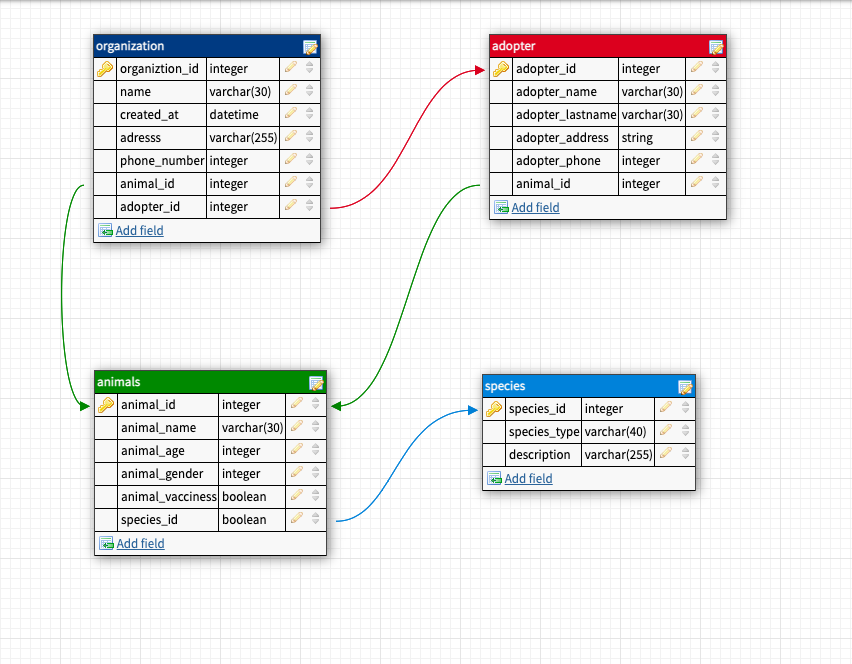 organization
organiztion_id integer
name varchar(30)
created_at datetime
adresss varchar(255)
phone_number integer
animal_id integer
adopter_id integer
Add field
adopter
adopter_id integer
adopter_name varchar(30)
adopter_lastname varchar(30)
adopter_address string
adopter_phone integer
animal_id integer
Add field
animals
animal_id integer
animal_name varchar(30)
animal_age integer
animal_gender integer
animal_vacciness boolean
species_id boolean
Add field
species
species_id integer
species_type varchar(40)
description varchar(255)
Add field